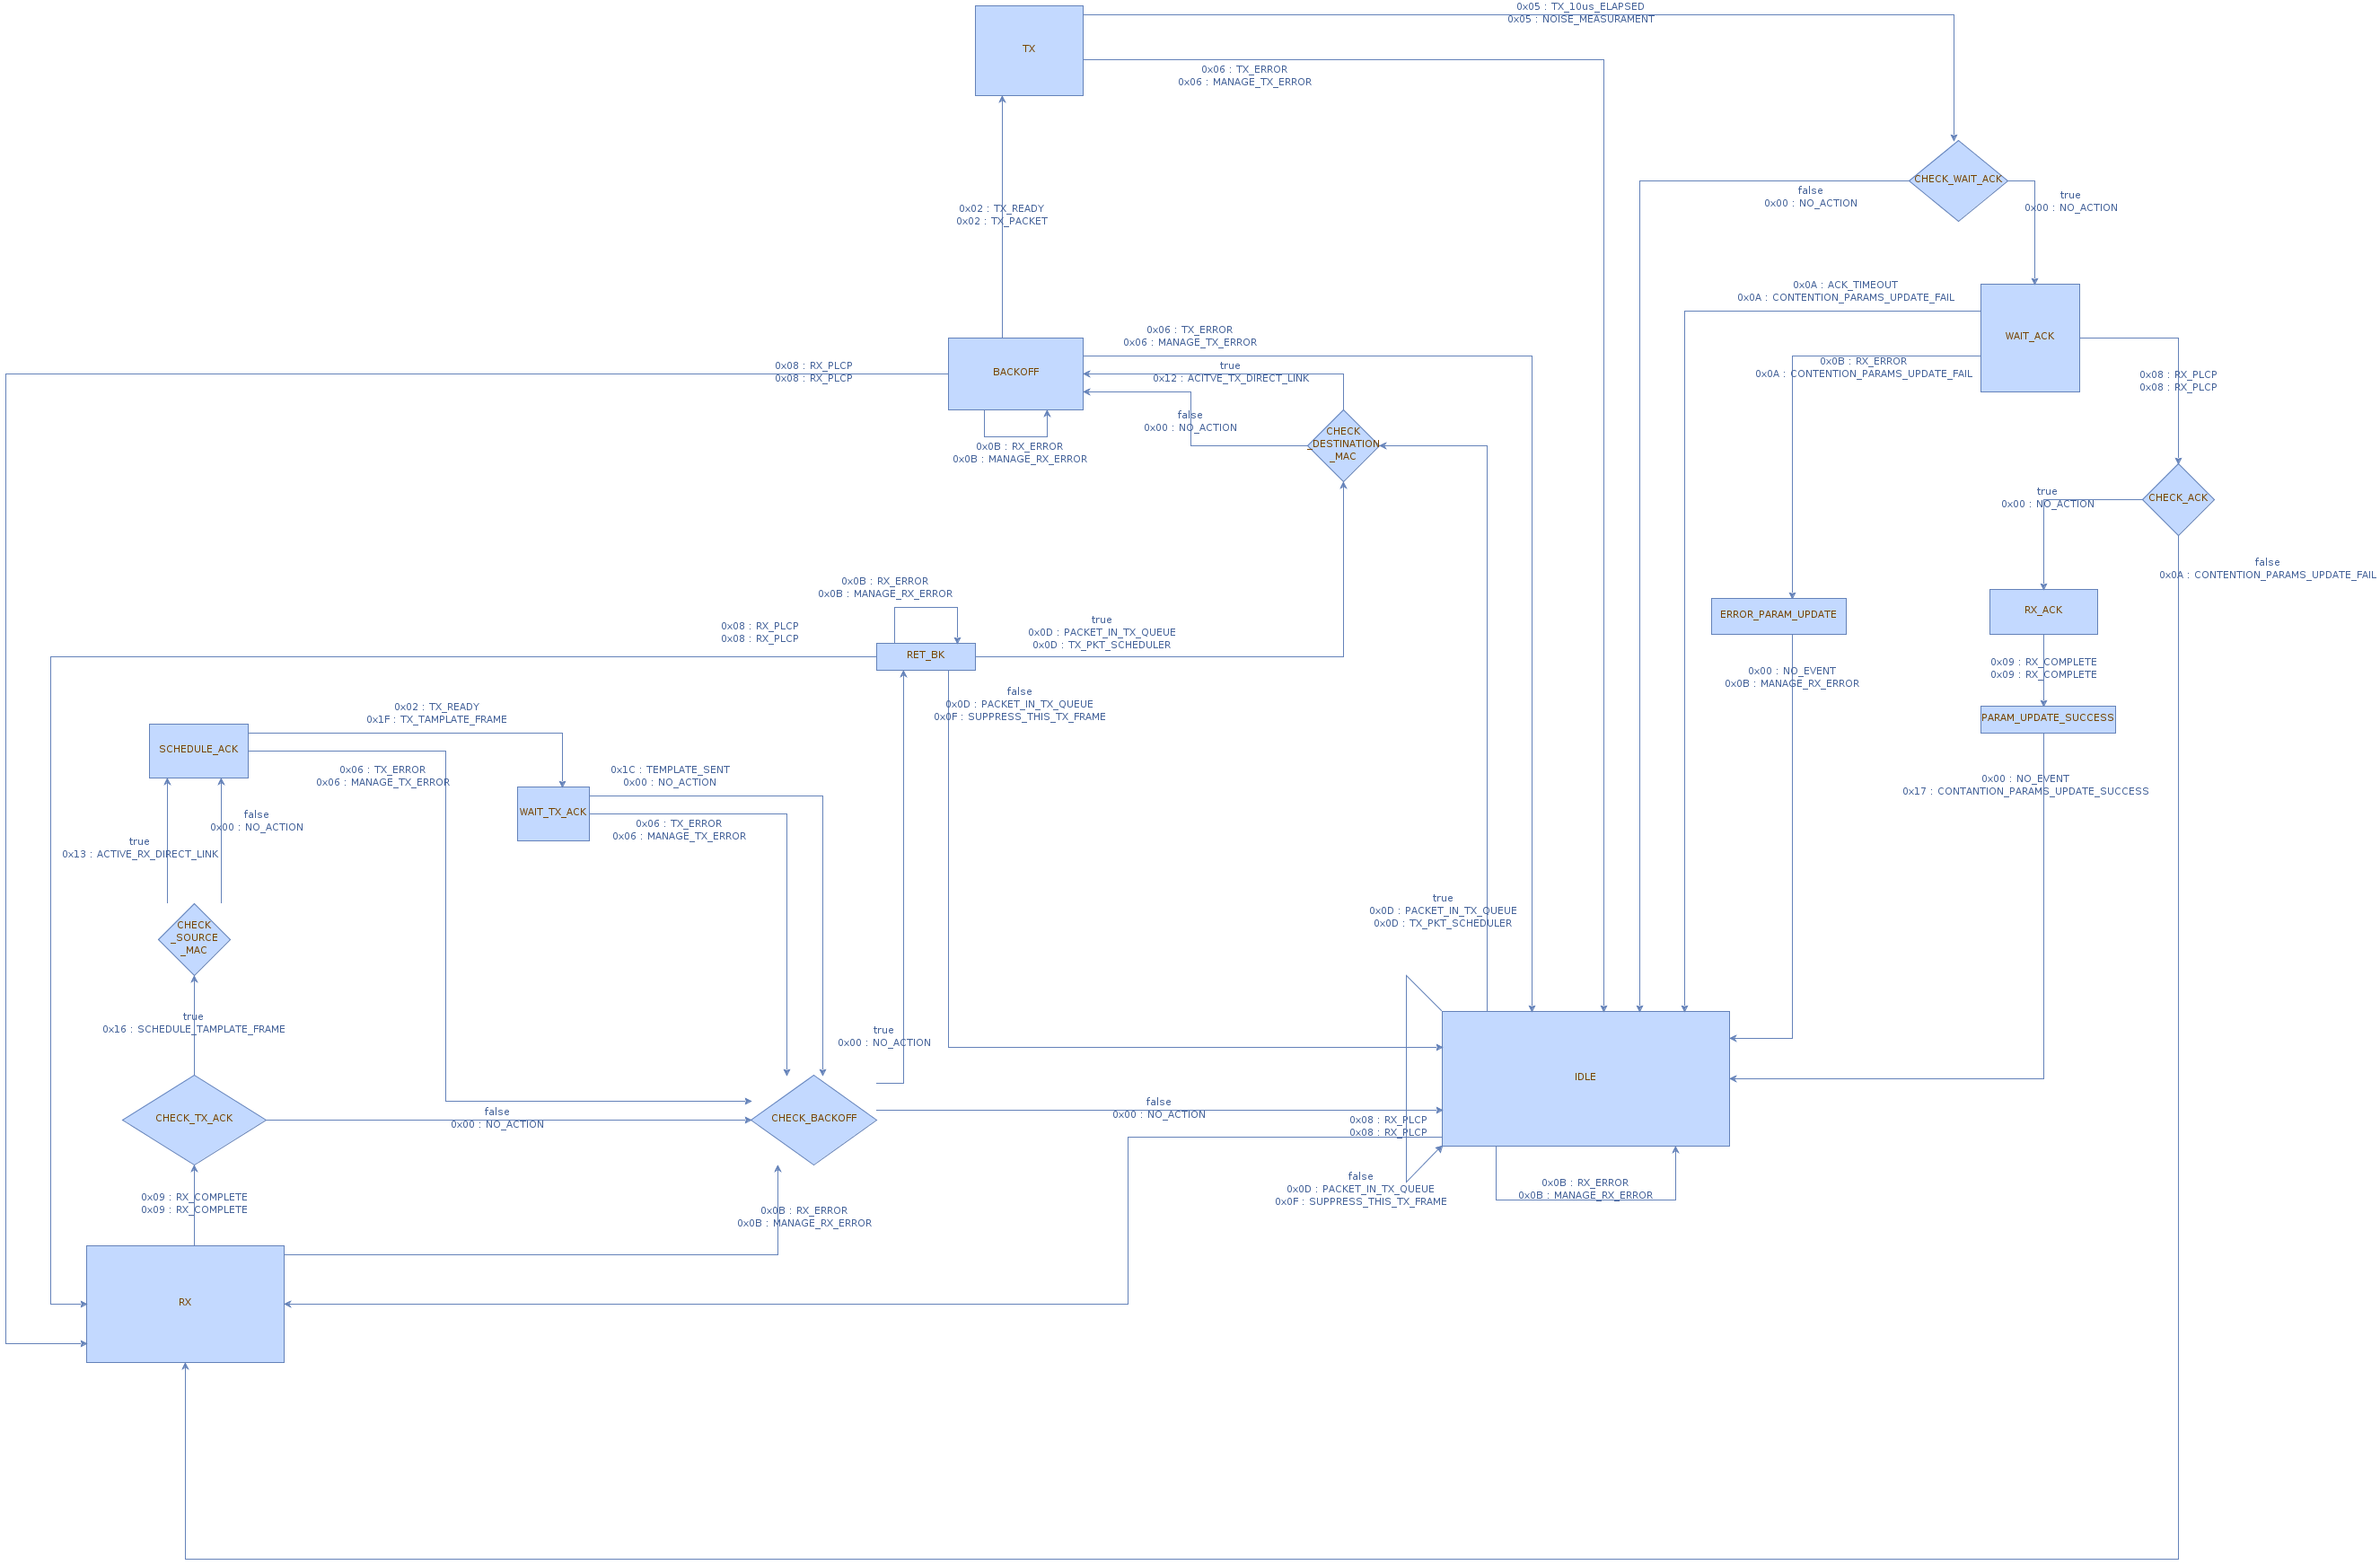 0x05 : TX_10us_ELAPSED
0x05 : NOISE_MEASURAMENT
TX
0x06 : TX_ERROR
0x06 : MANAGE_TX_ERROR
CHECK_WAIT_ACK
false
0x00 : NO_ACTION
true
0x00 : NO_ACTION
0x02 : TX_READY
0x02 : TX_PACKET
0x0A : ACK_TIMEOUT
0x0A : CONTENTION_PARAMS_UPDATE_FAIL
WAIT_ACK
0x06 : TX_ERROR
0x06 : MANAGE_TX_ERROR
0x08 : RX_PLCP
0x08 : RX_PLCP
BACKOFF
true
0x12 : ACITVE_TX_DIRECT_LINK
0x0B : RX_ERROR
0x0A : CONTENTION_PARAMS_UPDATE_FAIL
0x08 : RX_PLCP
0x08 : RX_PLCP
false
0x00 : NO_ACTION
CHECK
_DESTINATION
_MAC
0x0B : RX_ERROR
0x0B : MANAGE_RX_ERROR
true
0x00 : NO_ACTION
CHECK_ACK
false
0x0A : CONTENTION_PARAMS_UPDATE_FAIL
0x0B : RX_ERROR
0x0B : MANAGE_RX_ERROR
0x08 : RX_PLCP
0x08 : RX_PLCP
true
0x0D : PACKET_IN_TX_QUEUE
0x0D : TX_PKT_SCHEDULER
ERROR_PARAM_UPDATE
RX_ACK
RET_BK
0x00 : NO_EVENT
0x0B : MANAGE_RX_ERROR
0x09 : RX_COMPLETE
0x09 : RX_COMPLETE
false
0x0D : PACKET_IN_TX_QUEUE
0x0F : SUPPRESS_THIS_TX_FRAME
0x02 : TX_READY
0x1F : TX_TAMPLATE_FRAME
PARAM_UPDATE_SUCCESS
SCHEDULE_ACK
0x06 : TX_ERROR
0x06 : MANAGE_TX_ERROR
0x1C : TEMPLATE_SENT
0x00 : NO_ACTION
0x00 : NO_EVENT
0x17 : CONTANTION_PARAMS_UPDATE_SUCCESS
WAIT_TX_ACK
0x06 : TX_ERROR
0x06 : MANAGE_TX_ERROR
false
0x00 : NO_ACTION
true
0x13 : ACTIVE_RX_DIRECT_LINK
true
0x0D : PACKET_IN_TX_QUEUE
0x0D : TX_PKT_SCHEDULER
CHECK
_SOURCE
_MAC
true
0x16 : SCHEDULE_TAMPLATE_FRAME
true
0x00 : NO_ACTION
IDLE
false
0x00 : NO_ACTION
CHECK_TX_ACK
false
0x00 : NO_ACTION
CHECK_BACKOFF
0x08 : RX_PLCP
0x08 : RX_PLCP
false
0x0D : PACKET_IN_TX_QUEUE
0x0F : SUPPRESS_THIS_TX_FRAME
0x0B : RX_ERROR
0x0B : MANAGE_RX_ERROR
0x09 : RX_COMPLETE
0x09 : RX_COMPLETE
0x0B : RX_ERROR
0x0B : MANAGE_RX_ERROR
RX